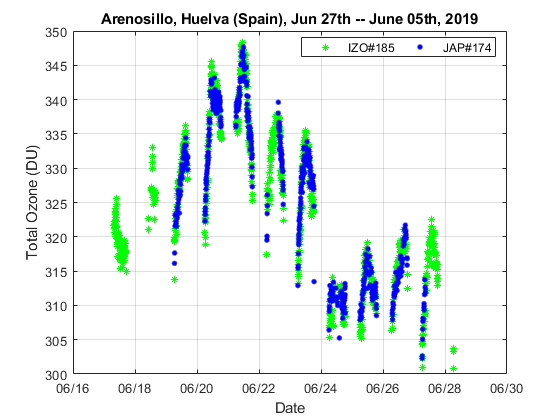 Arenosillo, Huelva (Spain), Jun 27th -- June 05th, 2019
IZO#185
JAP#174
Total Ozone (DU)
350
345
340
335
330
325
320
315
310
305
300
06/16 06/18 06/20 06/22 06/24 06/26 06/28 06/30
Date